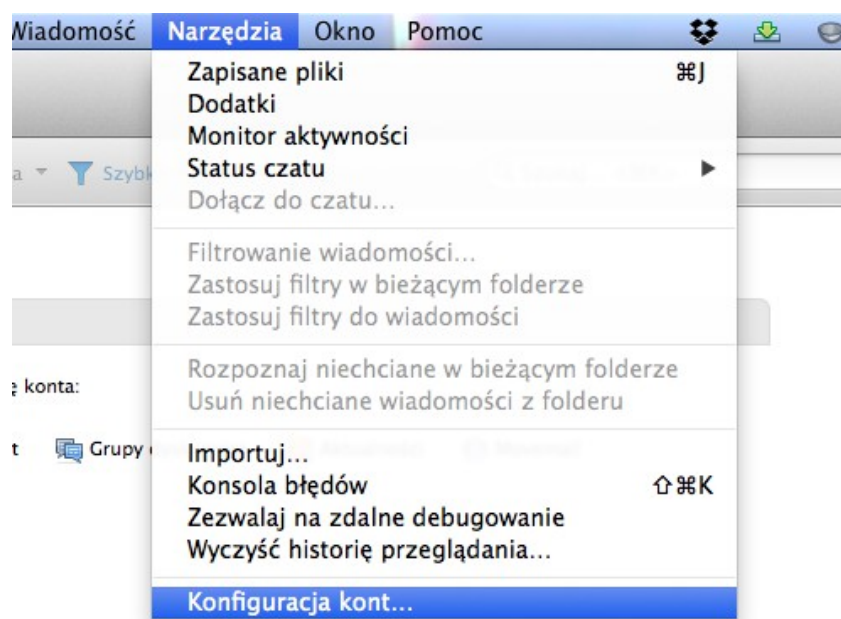 Wiadomość Narzędzia Okno Pomoc
Zapisane pliki ⌘J
Dodatki
Monitor aktywności
a Szybk Status czatu
Dołącz do czatu...
Filtrowanie wiadomości...
Zastosuj filtry w bieżącym folderze
Zastosuj filtry do wiadomości
Rozpoznaj niechciane w bieżącym folderze
ę konta:
Usuń niechciane wiadomości z folderu
t Grupy
Importuj...
Konsola błędów ⇧⌘K
Zezwalaj na zdalne debugowanie
Wyczyść historię przeglądania...
Konfiguracja kont...